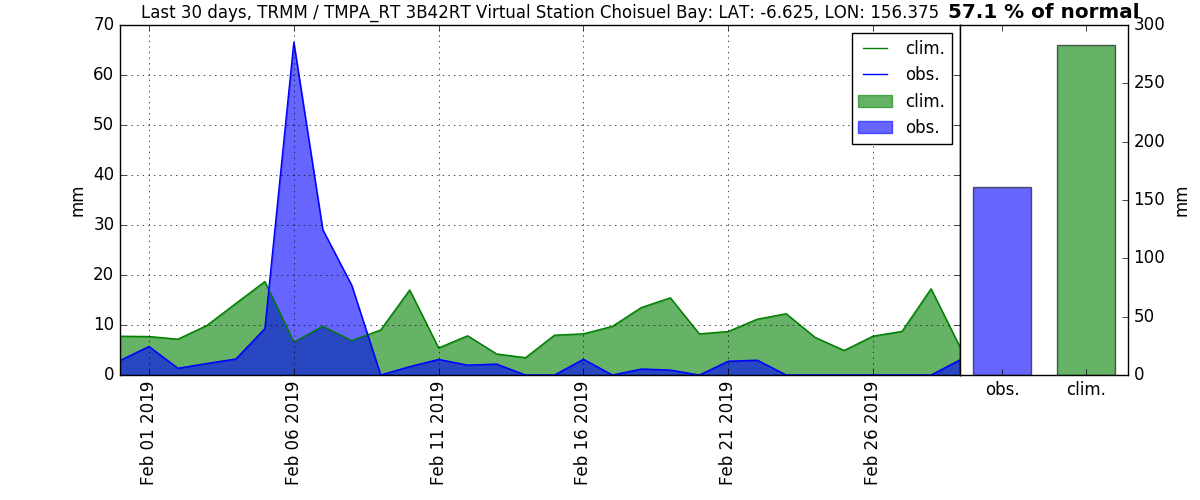 Last 30 days, TRMM / TMPA_RT 3B42RT Virtual Station Choisuel Bay: LAT: -6.625, LON: 156.375 57.1 % of normal
70
60
50
40
30
20
10
0
mm
clim.
obs.
clim.
obs.
Feb 01 2019
Feb 06 2019
Feb 11 2019
Feb 16 2019
Feb 21 2019
Feb 26 2019
300
250
200
150
100
50
0
mm
obs.
clim.